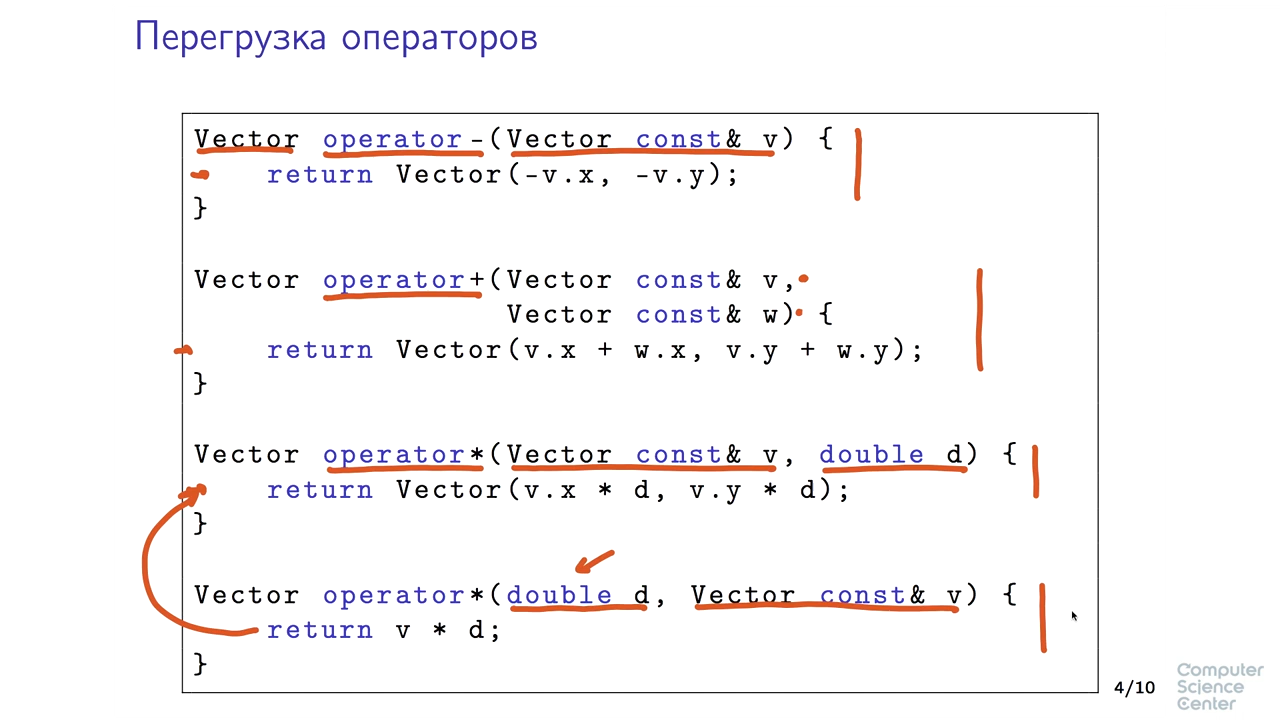 Перегрузка операторов
Vector operator-(Vector const& v) {
    return Vector(-v.x, -v.y);
}
Vector operator+(Vector const& v,
                 Vector const& w) {
    return Vector(v.x + w.x, v.y + w.y);
}
Vector operator*(Vector const& v, double d) {
    return Vector(v.x * d, v.y * d);
}
Vector operator*(double d, Vector const& v) {
    return v * d;
}
4/10
Computer
Science
Center